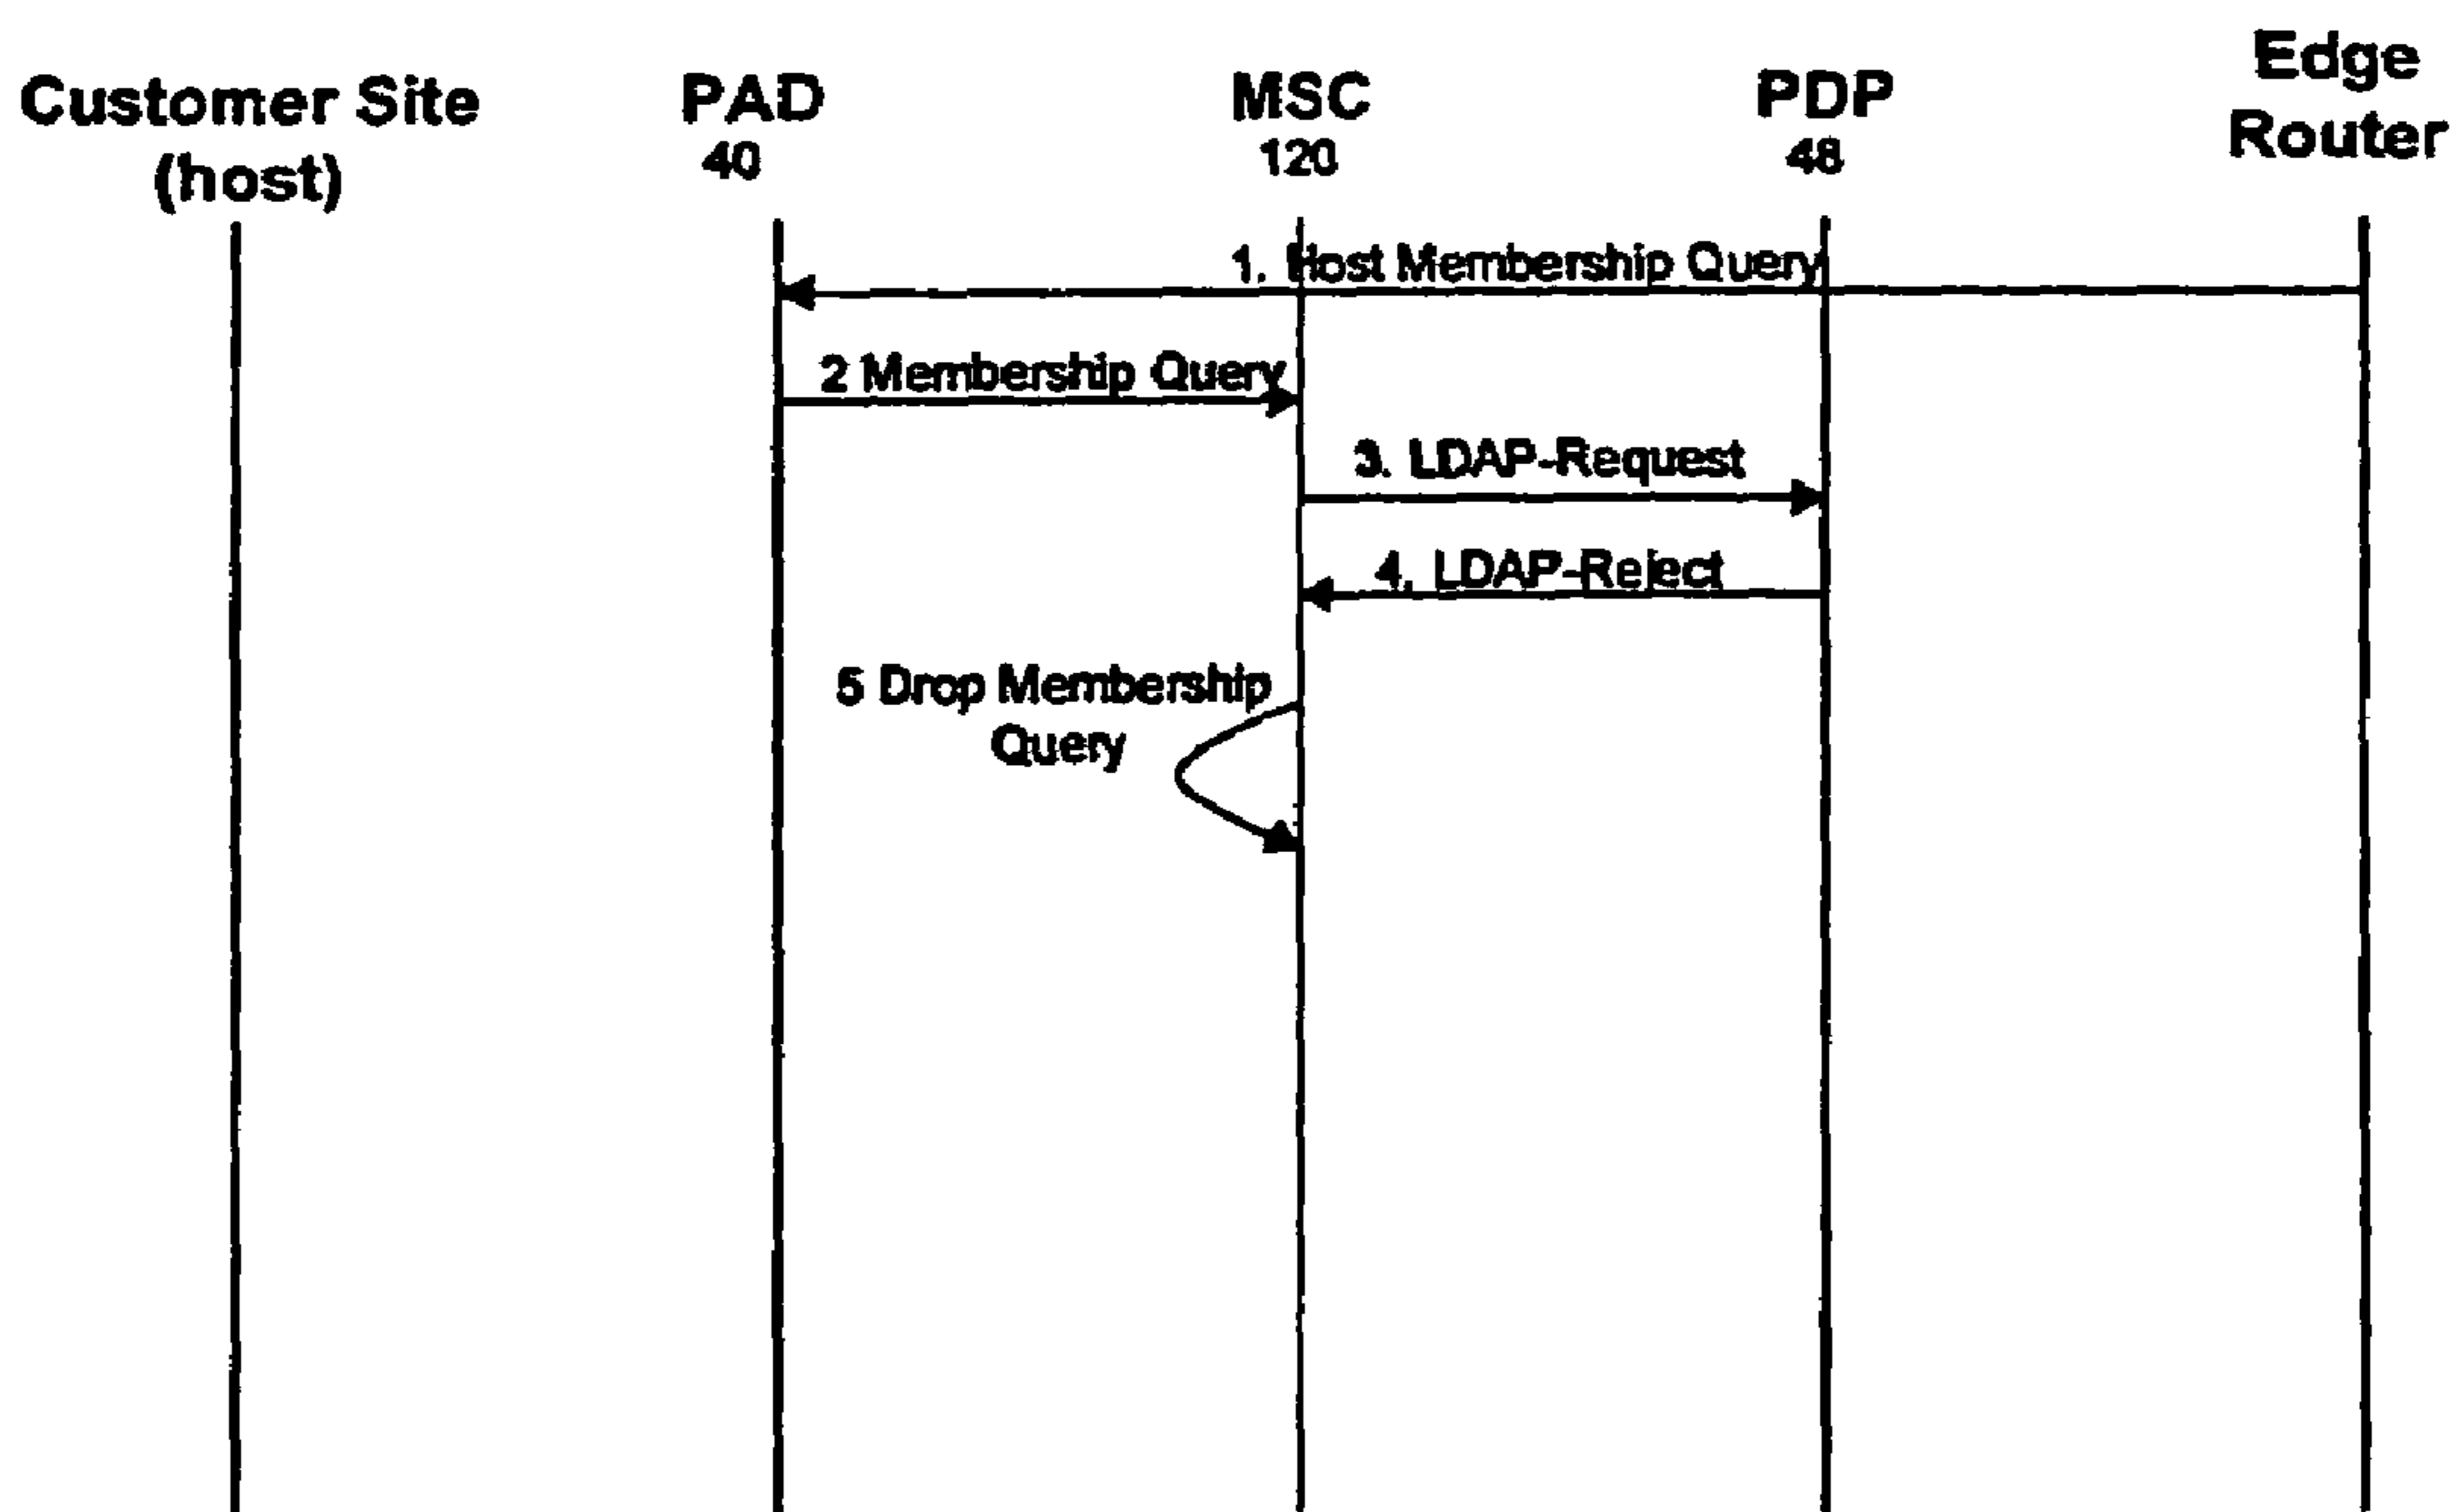 Customer Site
(host)
PAD
40
MSC
120
PDP
48
Edge
Router
1. Host Membership Query
2 Membership Query
3. LDAP-Request
4. LDAP-Reject
5 Drop Membership
Query